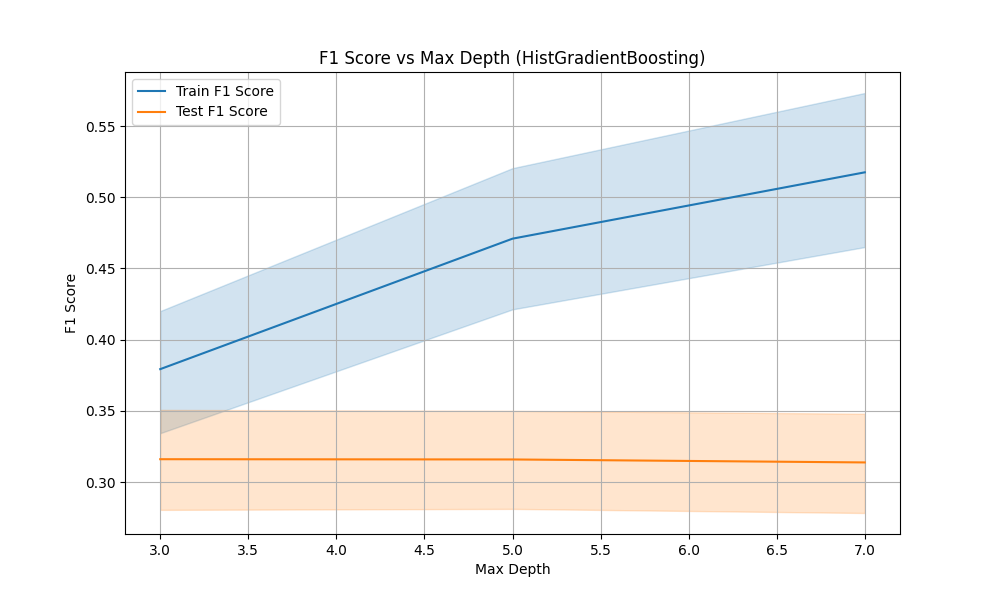 F1 Score vs Max Depth (HistGradientBoosting)
Train F1 Score
Test F1 Score
F1 Score
0.55
0.50
0.45
0.40
0.35
0.30
3.0 3.5 4.0 4.5 5.0 5.5 6.0 6.5 7.0
Max Depth